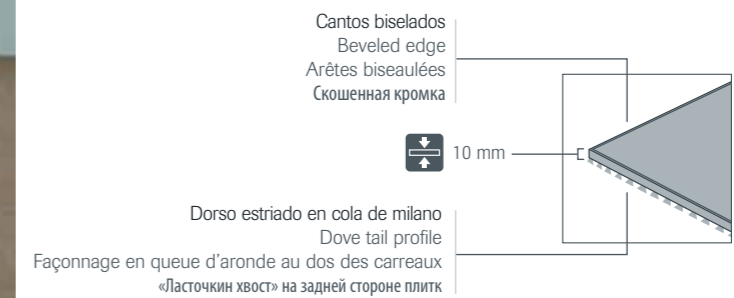 Cantos biselados
Beveled edge
Arêtes biseaulées
Скошенная кромка
10 mm
Dorso estriado en cola de milano
Dove tail profile
Façonnage en queue d'aronde au dos des carreaux
«Ласточкин хвост» на задней стороне плитк